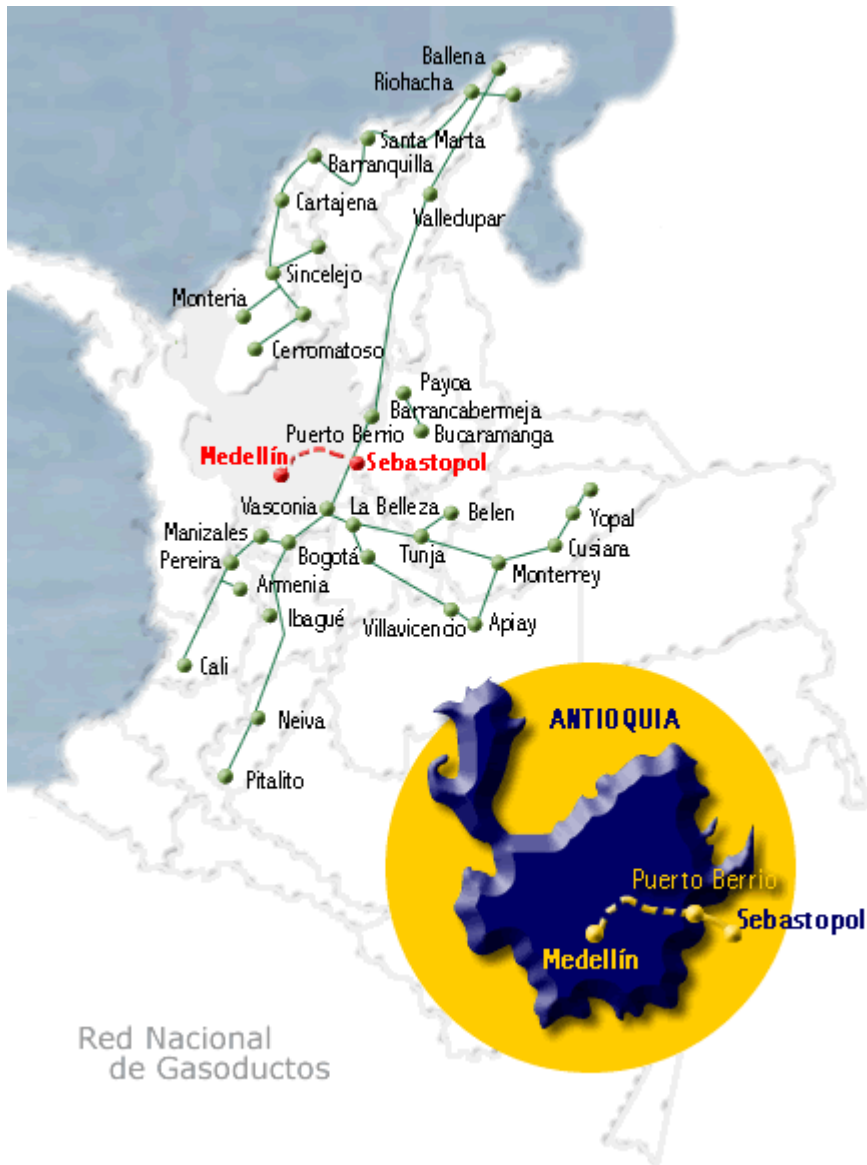 Ballena
Riohacha
Santa Marta
Barranquilla
Cartajena
Valledupar
Sincelejo
Monteria
Cerromatoso
Payoa
Barrancabermeja
Puerto Berrio
Bucaramanga
Medellín
Sebastopol
Vasconia
La Belleza
Belen
Yopal
Manizales
Bogotá
Tunja
Cusiara
Pereira
Monterrey
Armenia
Ibagué
Villavicencio
Apiay
Cali
Neiva
Pitalito
ANTIOQUIA
Puerto Berrio
Sebastopol
Medellín
Red Nacional
de Gasoductos